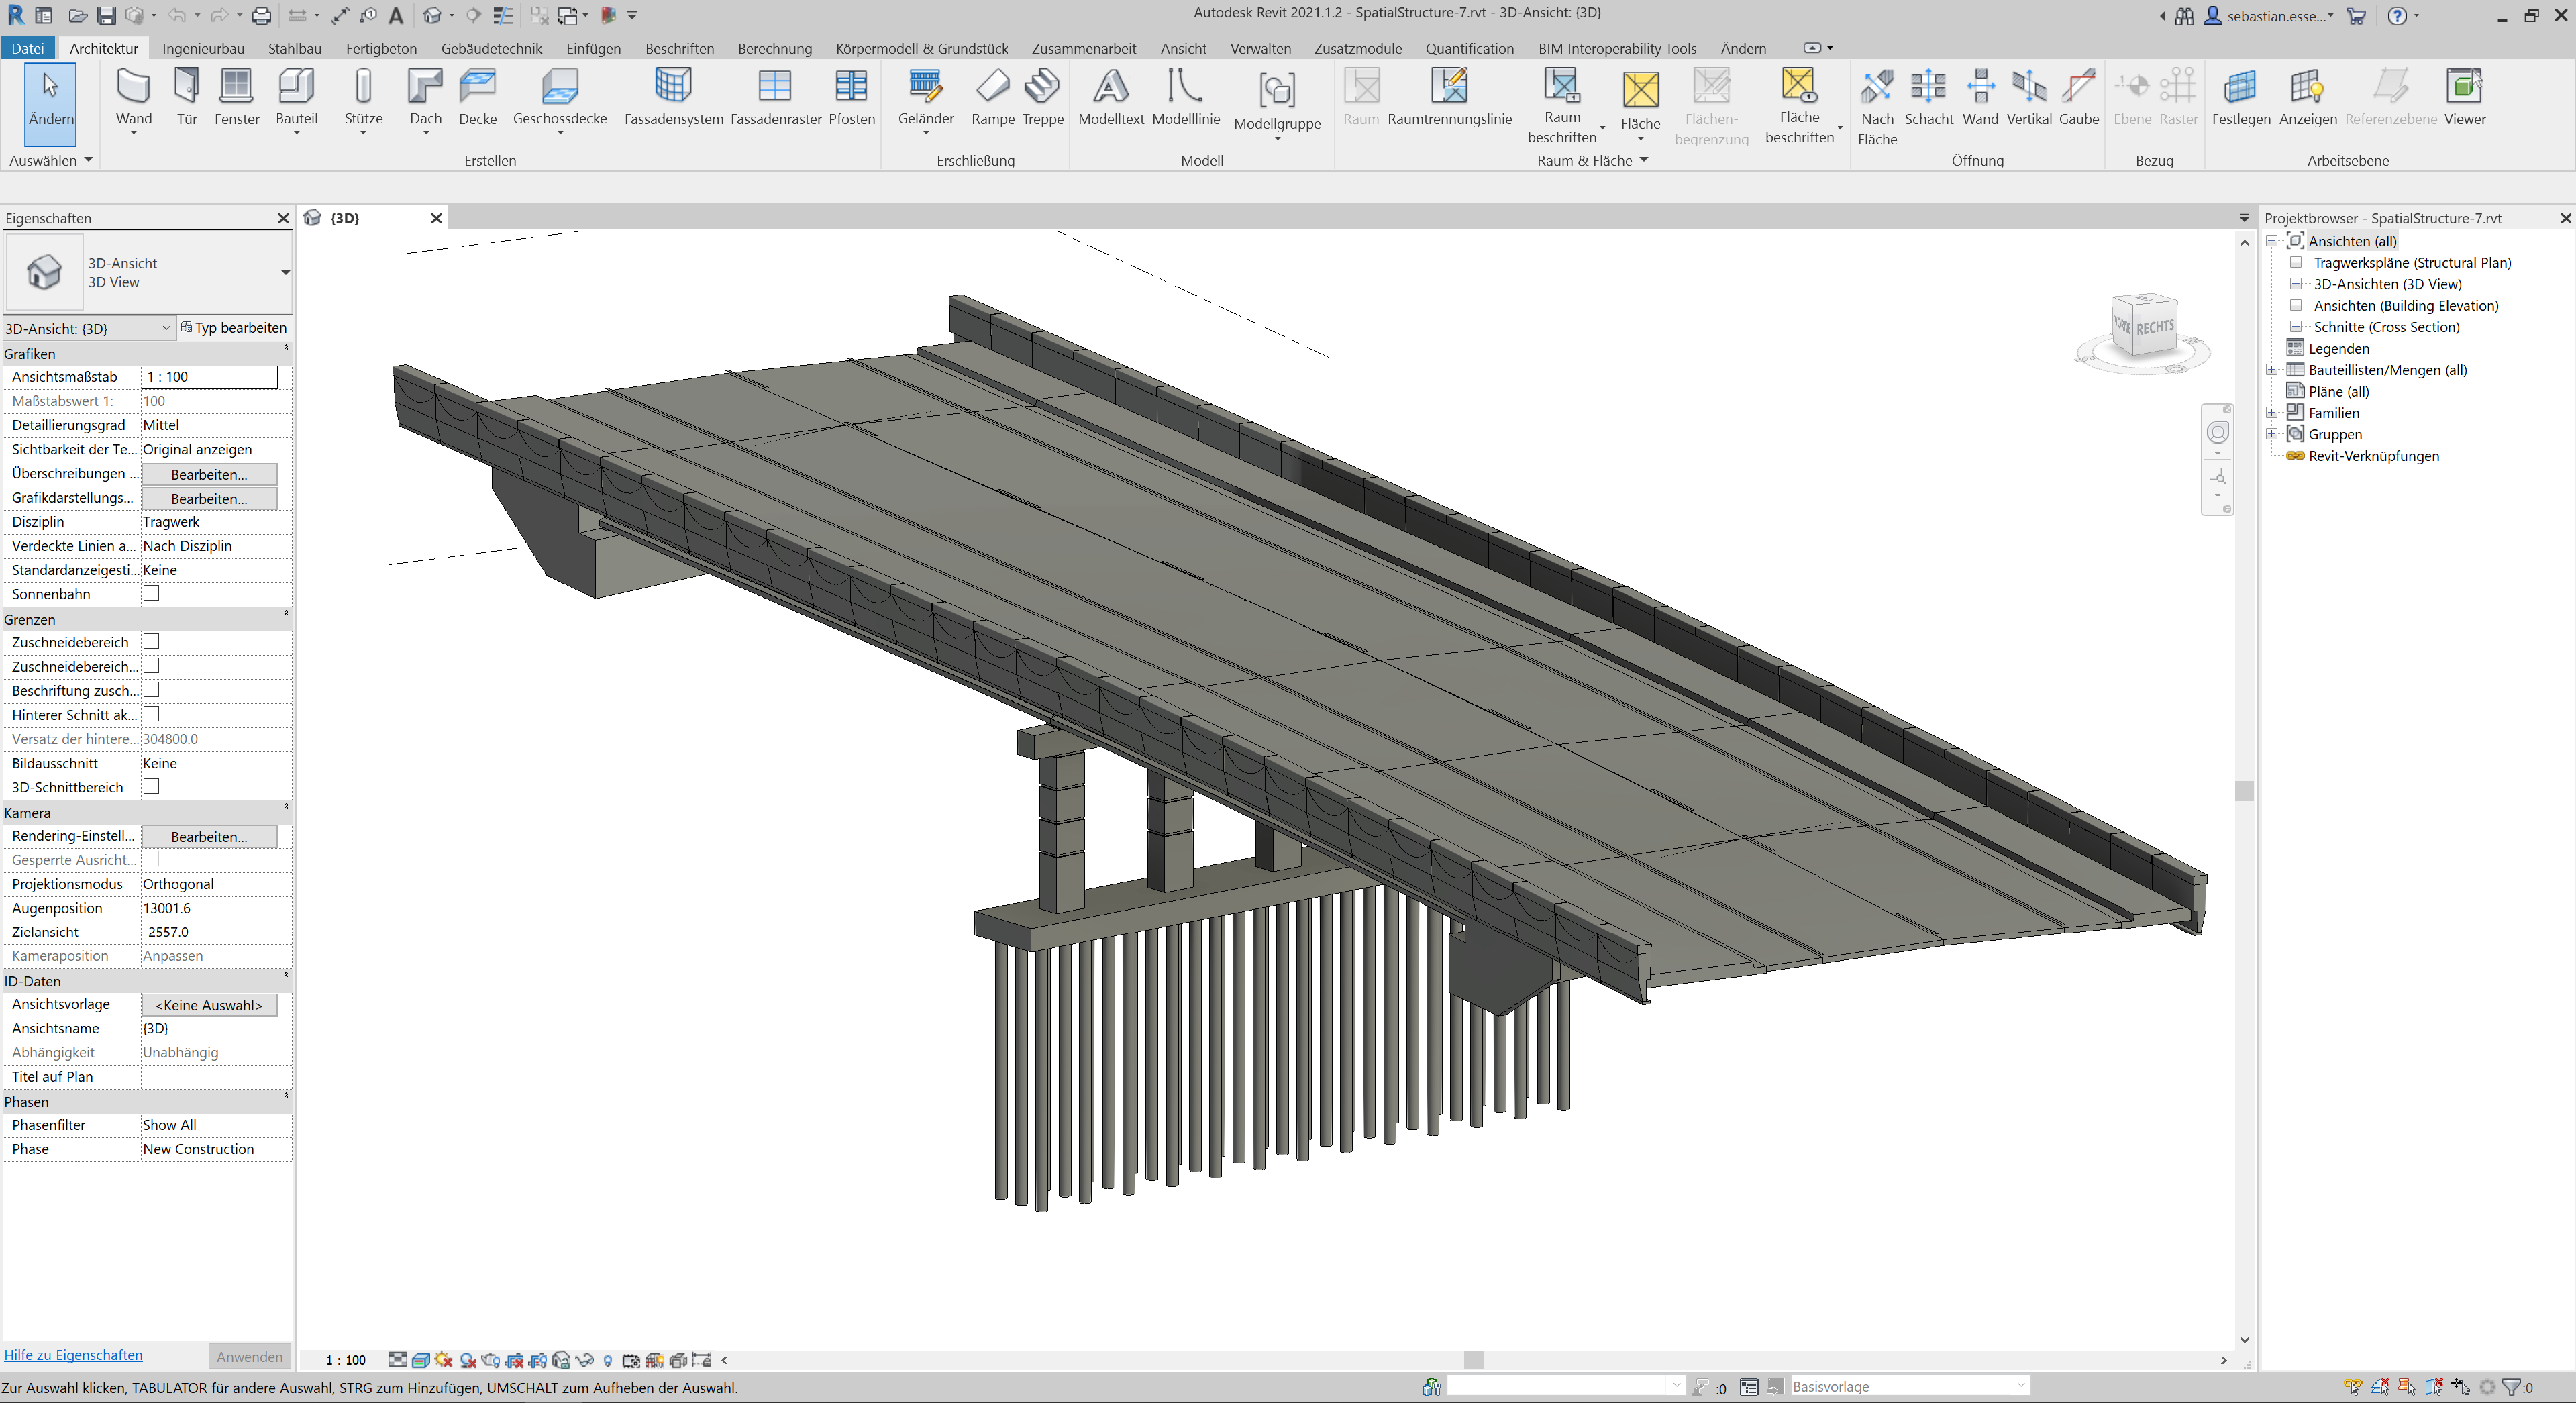 Autodesk Revit 2021.1.2 - SpatialStructure-7.rvt - 3D-Ansicht: {3D}
sebastian.esse...
Datei Architektur Ingenieurbau Stahlbau Fertigbeton Gebäudetechnik Einfügen Beschriften Berechnung Körpermodell & Grundstück Zusammenarbeit Ansicht Verwalten Zusatzmodule Quantification BIM Interoperability Tools Ändern
Ändern Wand Tür Fenster Bauteil Stütze Dach Decke Geschossdecke Fassadensystem Fassadenraster Pfosten Geländer Rampe Treppe Modelltext Modelllinie Modellgruppe Raum Raumtrennungslinie Raum beschriften Fläche Flächen-begrenzung Fläche beschriften Nach Fläche Schacht Wand Vertikal Gaube Ebene Raster Festlegen Anzeigen Referenzebene Viewer
Auswählen Erstellen Erschließung Modell Raum & Fläche Öffnung Bezug Arbeitsebene
Eigenschaften
3D-Ansicht
3D View
3D-Ansicht: {3D} Typ bearbeiten
Grafiken
Ansichtsmaßstab 1 : 100
Maßstabswert 1: 100
Detaillierungsgrad Mittel
Sichtbarkeit der Te... Original anzeigen
Überschreibungen ... Bearbeiten...
Grafikdarstellungs... Bearbeiten...
Disziplin Tragwerk
Verdeckte Linien a... Nach Disziplin
Standardanzeigesti... Keine
Sonnenbahn
Grenzen
Zuschneidebereich
Zuschneidebereich...
Beschriftung zusch...
Hinterer Schnitt ak...
Versatz der hintere... 304800.0
Bildausschnitt Keine
3D-Schnittbereich
Kamera
Rendering-Einstell... Bearbeiten...
Gesperrte Ausricht...
Projektionsmodus Orthogonal
Augenposition 13001.6
Zielansicht -2557.0
Kameraposition Anpassen
ID-Daten
Ansichtsvorlage <Keine Auswahl>
Ansichtsname {3D}
Abhängigkeit Unabhängig
Titel auf Plan
Phasen
Phasenfilter Show All
Phase New Construction
Hilfe zu Eigenschaften Anwenden
{3D}
VORNE RECHTS
Projektbrowser - SpatialStructure-7.rvt
Ansichten (all)
Tragwerkspläne (Structural Plan)
3D-Ansichten (3D View)
Ansichten (Building Elevation)
Schnitte (Cross Section)
Legenden
Bauteillisten/Mengen (all)
Pläne (all)
Familien
Gruppen
Revit-Verknüpfungen
1 : 100
Zur Auswahl klicken, TABULATOR für andere Auswahl, STRG zum Hinzufügen, UMSCHALT zum Aufheben der Auswahl.
:0
Basisvorlage
:0